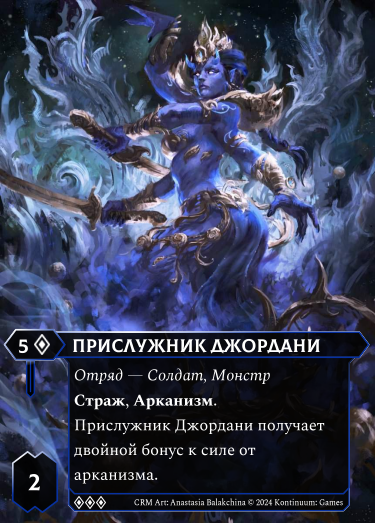 5 ПРИСЛУЖНИК ДЖОРДАНИ
Отряд — Солдат, Монстр
Страж, Арканизм.
Прислужник Джордани получает
двойной бонус к силе от
арканизма.
2
CRM Art: Anastasia Balakchina © 2024 Kontinuum: Games